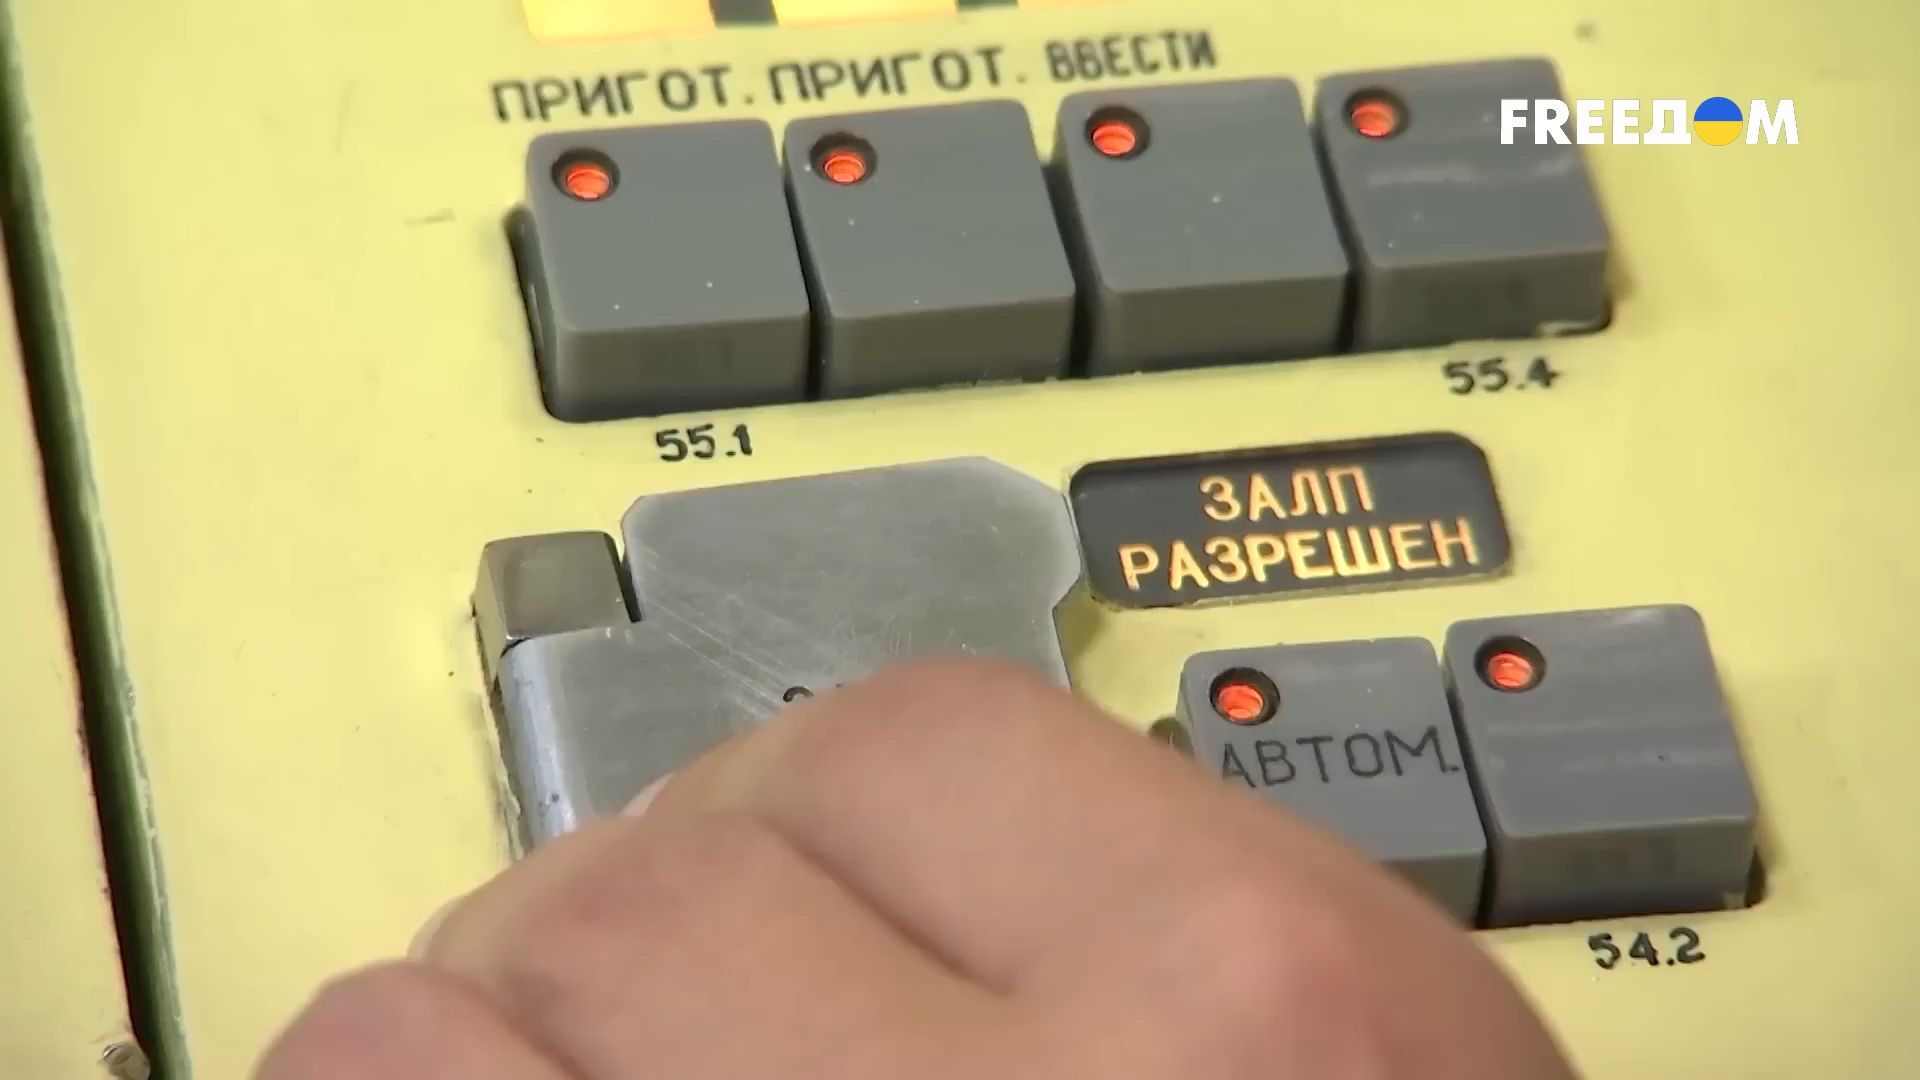 ПРИГОТ. ПРИГОТ. ВВЕСТИ
FREEДOM
55.4
55.1
ЗАЛП
РАЗРЕШЕН
АВТОМ.
54.2